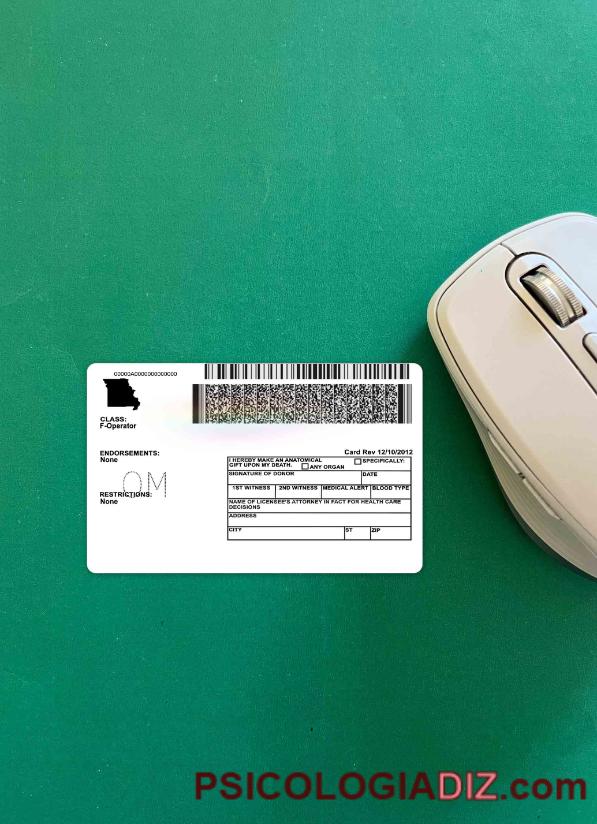 00000A0000000000000
CLASS:
F-Operator
ENDORSEMENTS:
None
RESTRICTIONS:
None
Card Rev 12/10/2012
I HEREBY MAKE AN ANATOMICAL
GIFT UPON MY DEATH.
ANY ORGAN
SPECIFICALLY:
SIGNATURE OF DONOR
DATE
1ST WITNESS
2ND WITNESS
MEDICAL ALERT
BLOOD TYPE
NAME OF LICENSEE'S ATTORNEY IN FACT FOR HEALTH CARE
DECISIONS
ADDRESS
CITY
ST
ZIP
PSICOLOGIADIZ.com